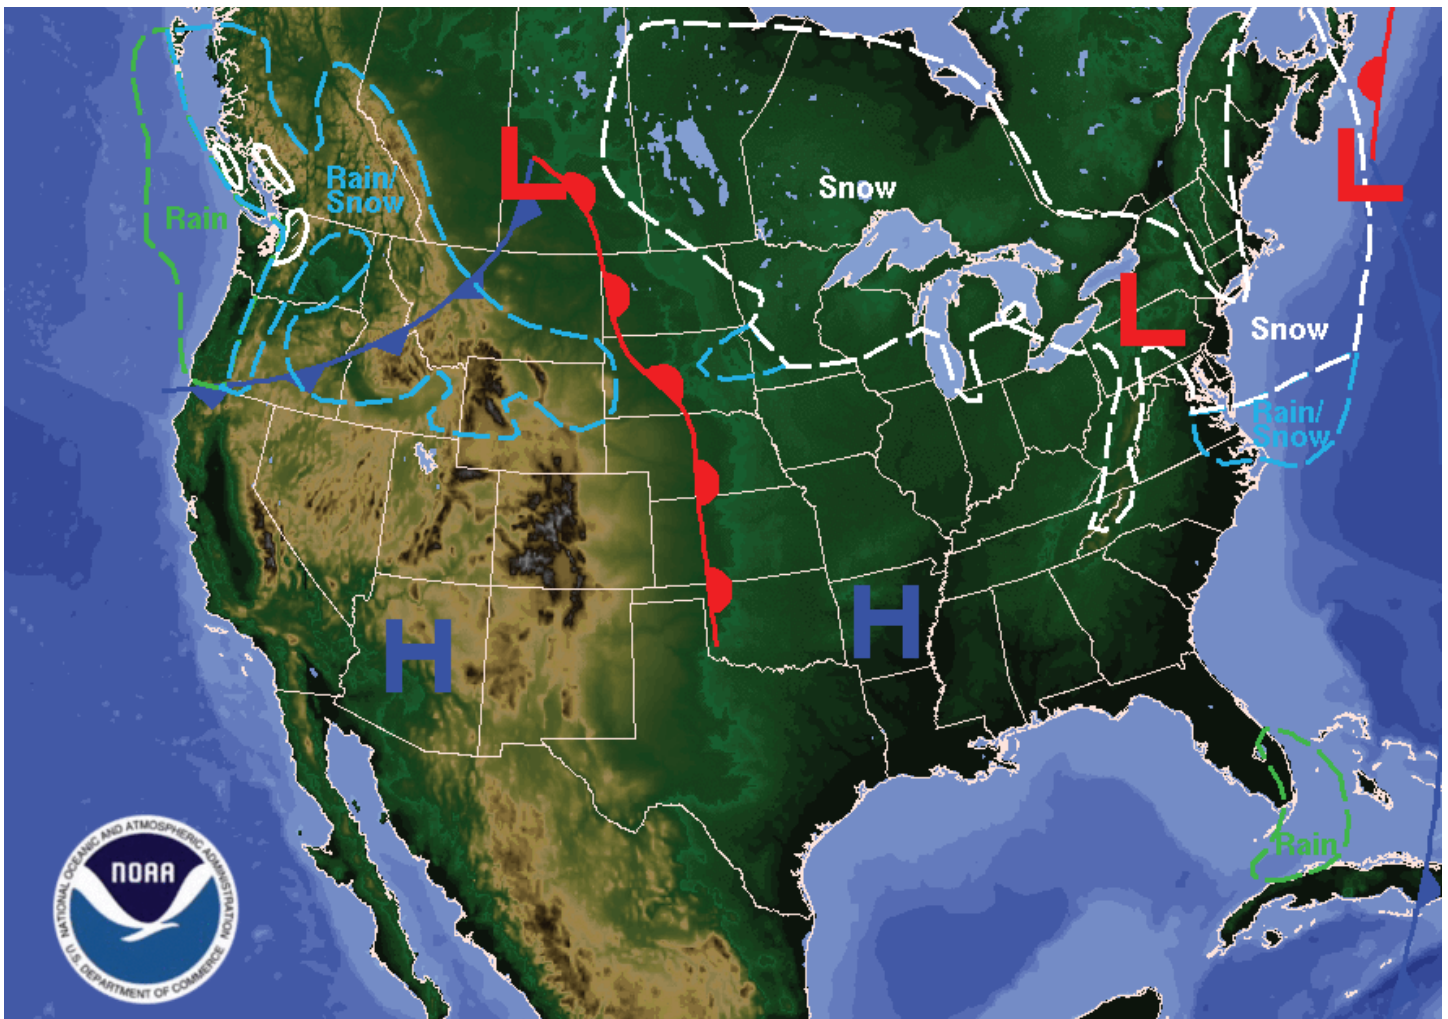 L
L
Rain/
Snow
Snow
Rain
L
Snow
Rain/
Snow
H
H
Rain
NATIONAL OCEANIC AND ATMOSPHERIC ADMINISTRATION
NOAA
U.S. DEPARTMENT OF COMMERCE